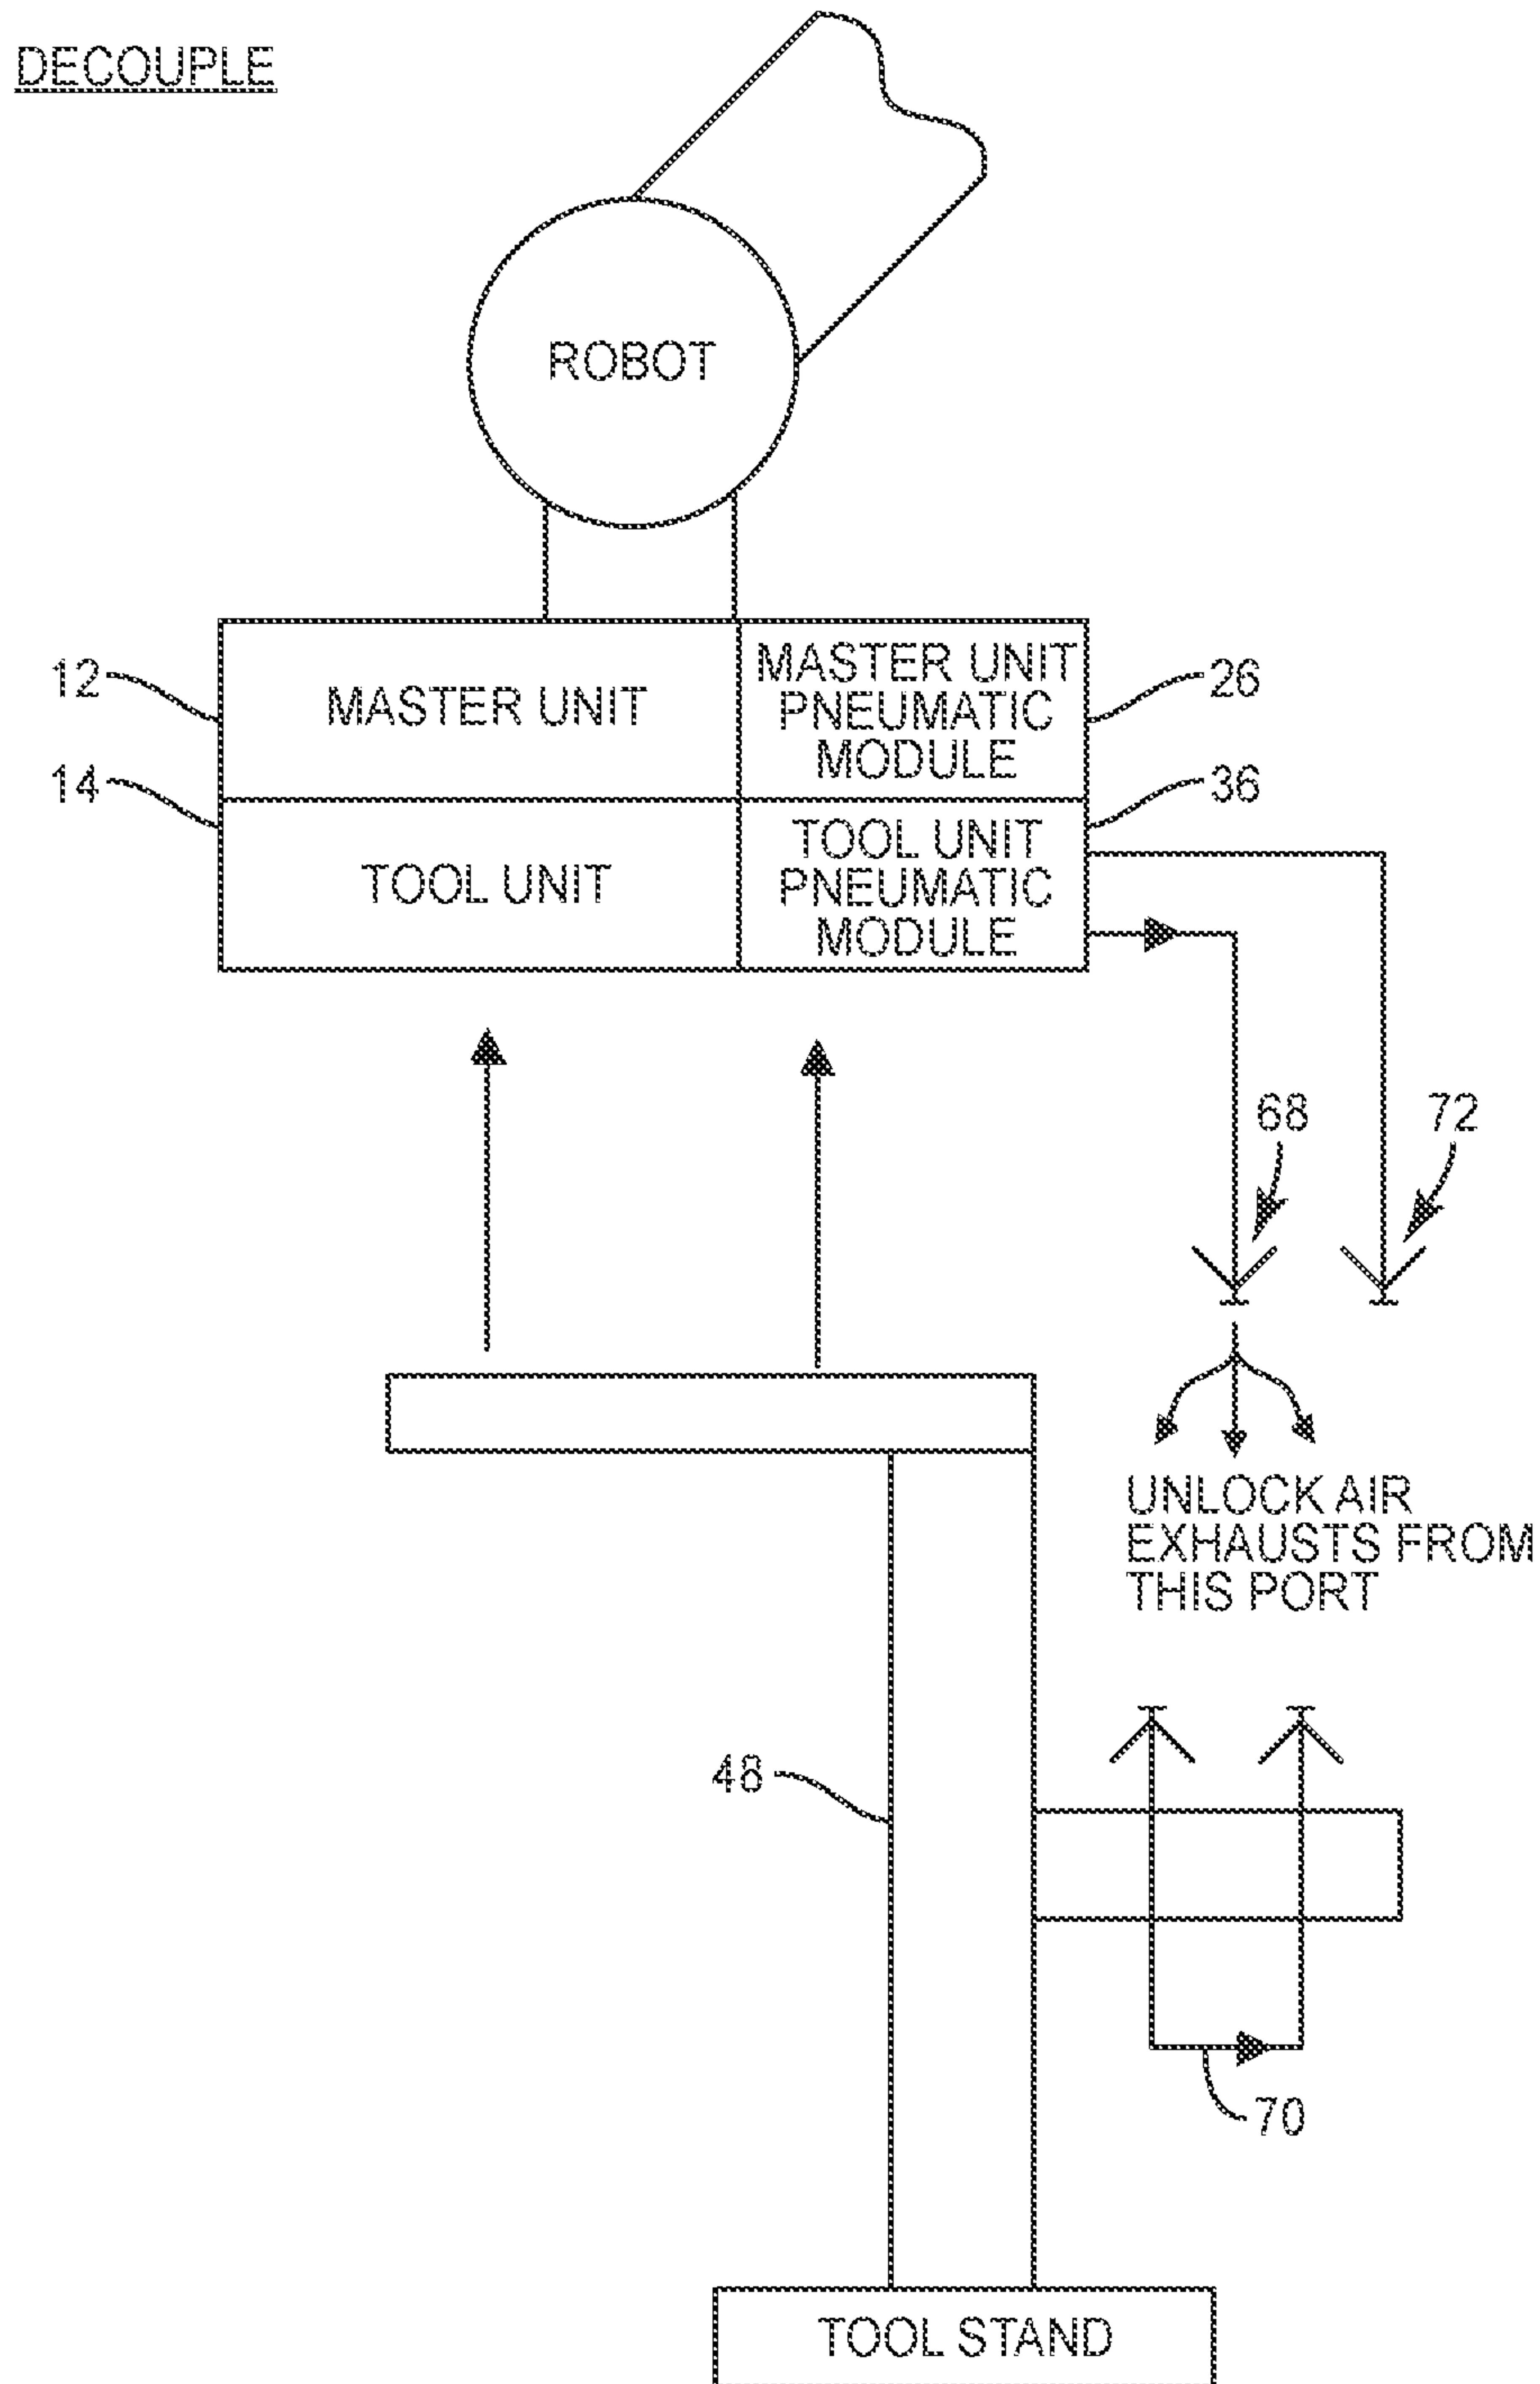 DECOUPLE
ROBOT
12
MASTER UNIT
MASTER UNIT
PNEUMATIC
MODULE
26
14
TOOL UNIT
TOOL UNIT
PNEUMATIC
MODULE
36
68
72
UNLOCK AIR
EXHAUSTS FROM
THIS PORT
48
70
TOOL STAND